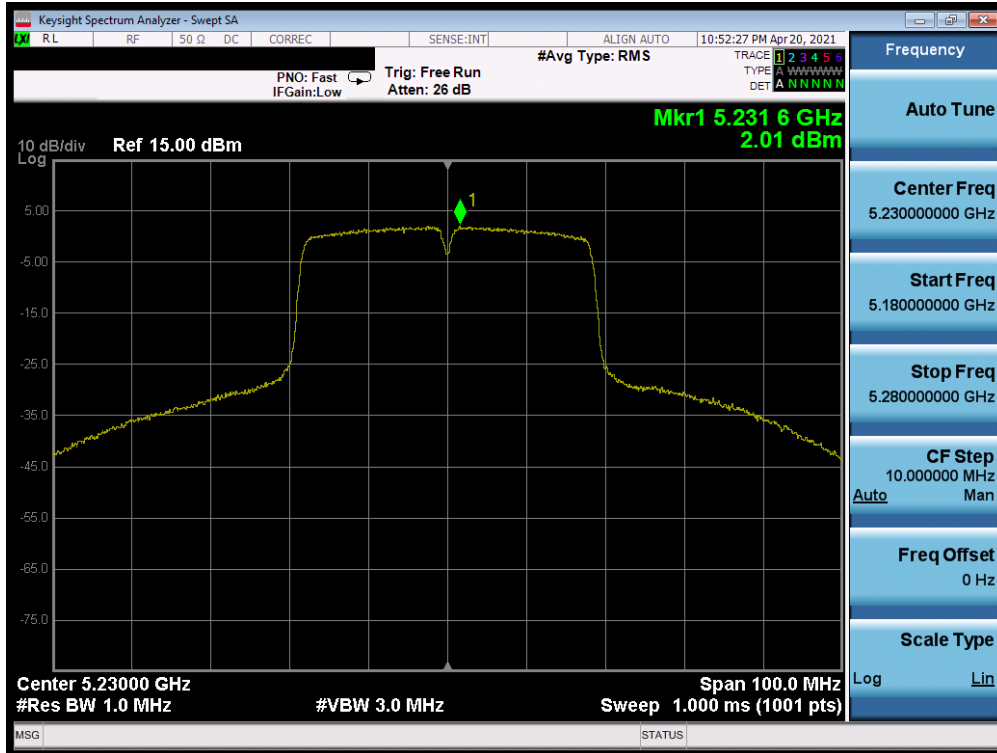 Keysight Spectrum Analyzer - Swept SA
LXI RL RF 50 Ω DC CORREC SENSE:INT ALIGN AUTO 10:52:27 PM Apr 20, 2021
PNO: Fast
IFGain:Low
Trig: Free Run
Atten: 26 dB
#Avg Type: RMS
TRACE 1 2 3 4 5 6
TYPE A WWWWW
DET A N N N N N
Mkr1 5.231 6 GHz
2.01 dBm
10 dB/div Ref 15.00 dBm
Log
1
5.00
-5.00
-15.0
-25.0
-35.0
-45.0
-55.0
-65.0
-75.0
Center 5.23000 GHz Span 100.0 MHz
#Res BW 1.0 MHz #VBW 3.0 MHz Sweep 1.000 ms (1001 pts)
MSG STATUS
Frequency
Auto Tune
Center Freq
5.230000000 GHz
Start Freq
5.180000000 GHz
Stop Freq
5.280000000 GHz
CF Step
10.000000 MHz
Auto Man
Freq Offset
0 Hz
Scale Type
Log Lin